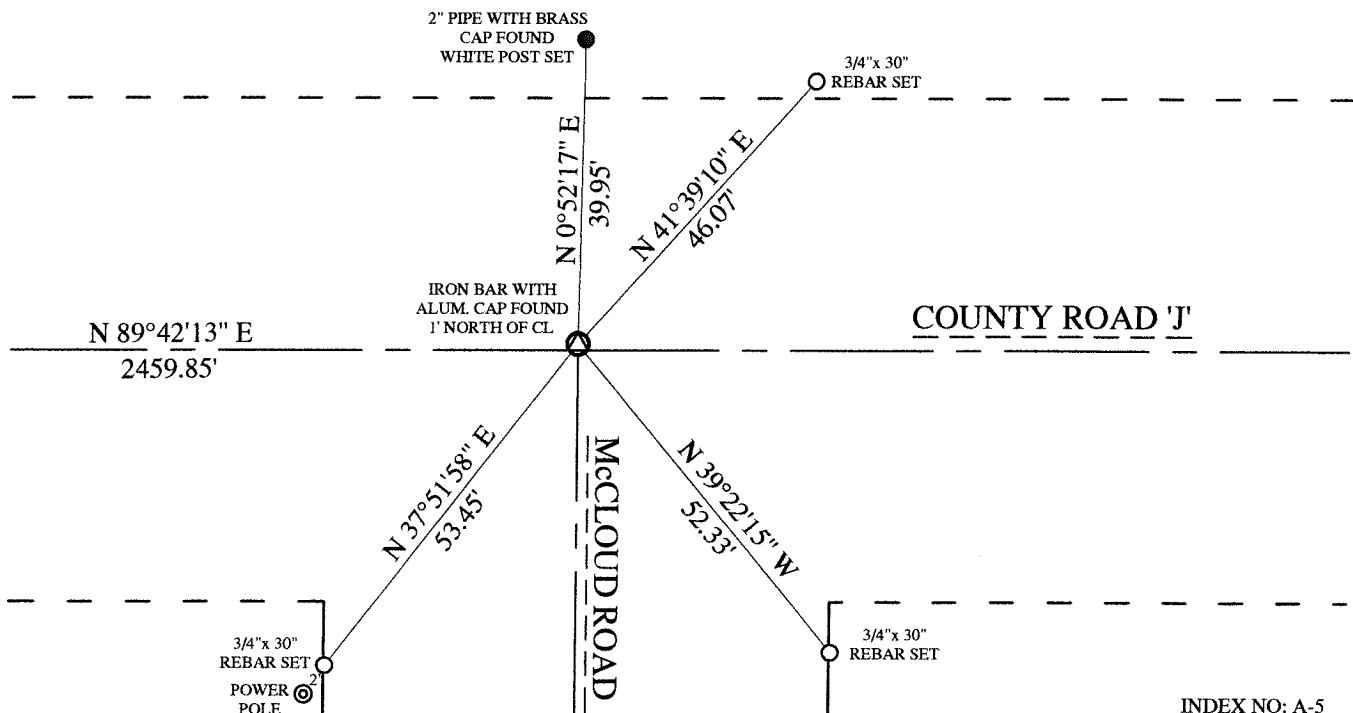 2" PIPE WITH BRASS
CAP FOUND
WHITE POST SET
3/4"x 30"
REBAR SET
N 0°52'17" E
39.95'
N 41°39'10" E
46.07'
IRON BAR WITH
ALUM. CAP FOUND
1' NORTH OF CL
N 89°42'13" E
2459.85'
COUNTY ROAD 'J'
N 37°51'58" E
53.45'
McCLOUD ROAD
N 39°22'15" W
52.33'
3/4"x 30"
REBAR SET
2'
POWER
POLE
3/4"x 30"
REBAR SET
INDEX NO: A-5